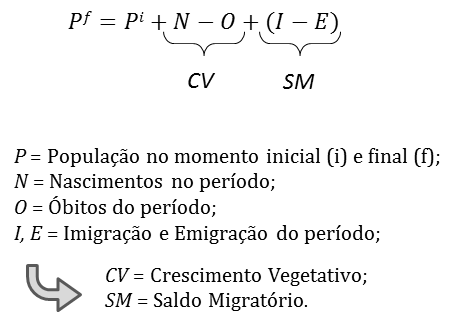 Pᶠ = Pⁱ + N − O + (I − E)
CV SM
P = População no momento inicial (i) e final (f);
N = Nascimentos no período;
O = Óbitos do período;
I, E = Imigração e Emigração do período;
CV = Crescimento Vegetativo;
SM = Saldo Migratório.